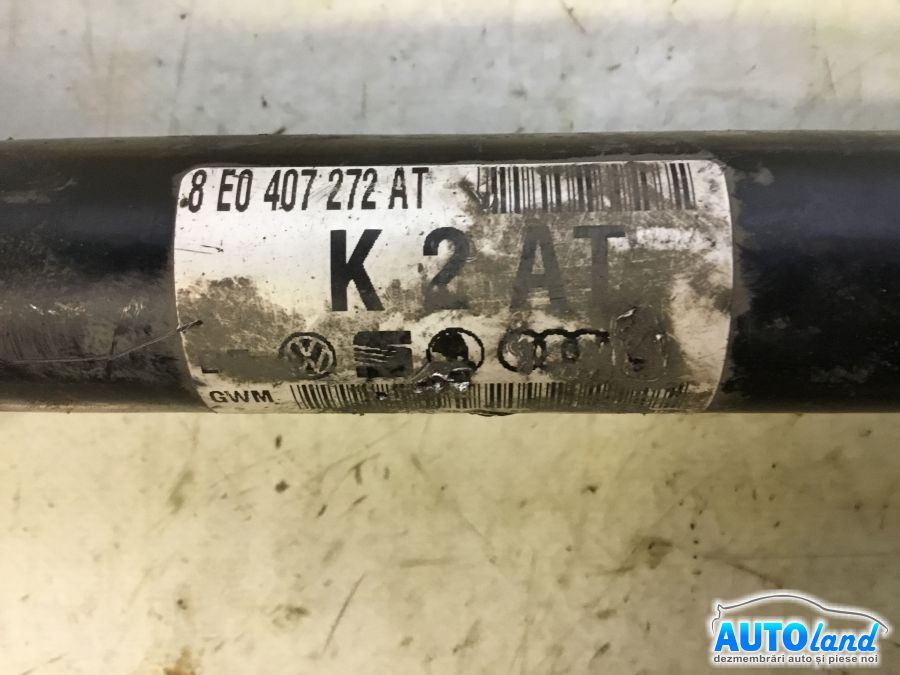 8 E0 407 272 AT
K 2 AT
GWM
AUTOland
dezmembrări auto și piese noi